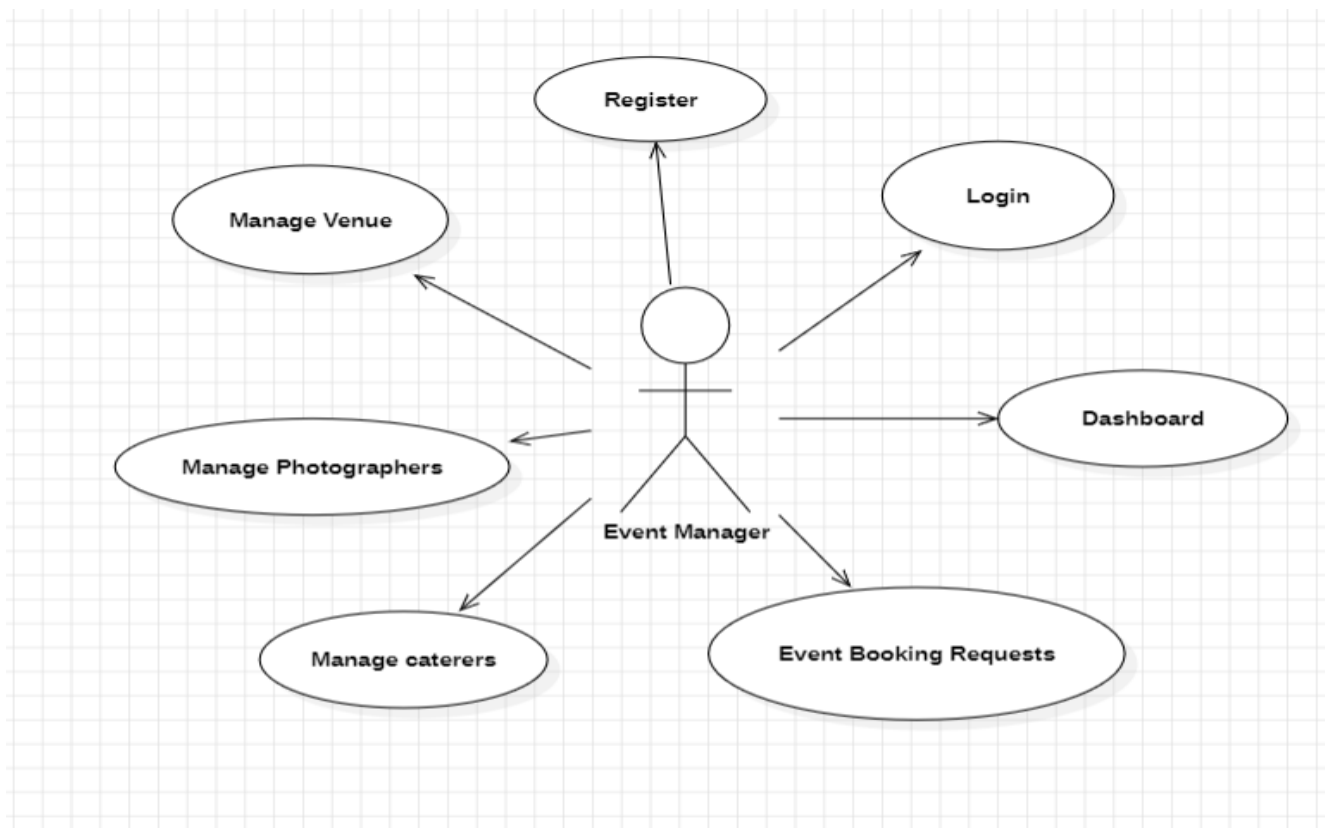 Register
Login
Manage Venue
Dashboard
Manage Photographers
Event Manager
Event Booking Requests
Manage caterers